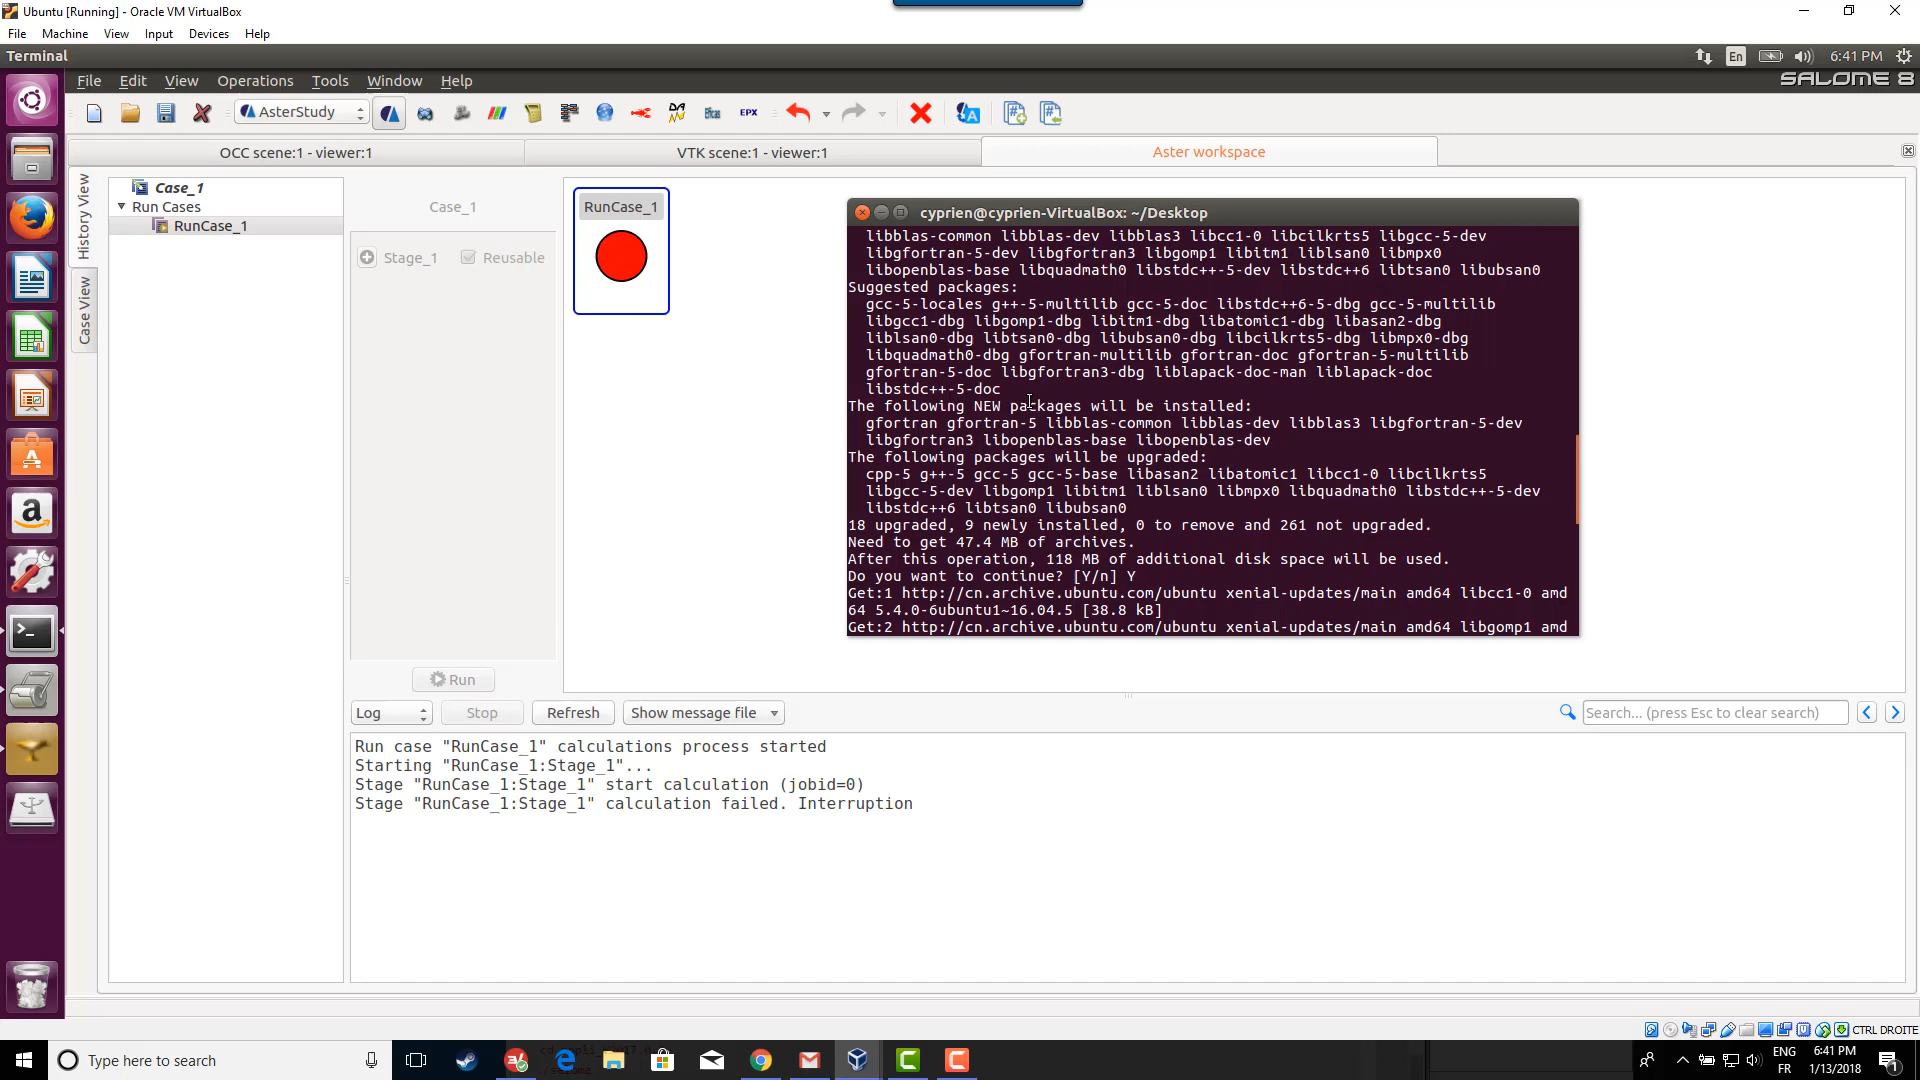 Ubuntu [Running] - Oracle VM VirtualBox
File Machine View Input Devices Help
Terminal
En
6:41 PM
File Edit View Operations Tools Window Help
SALOME 8
AsterStudy
EPX
OCC scene:1 - viewer:1
VTK scene:1 - viewer:1
Aster workspace
History View
Case View
Case_1
Run Cases
RunCase_1
Case_1
Stage_1
Reusable
Run
RunCase_1
cyprien@cyprien-VirtualBox: ~/Desktop
libblas-common libblas-dev libblas3 libcc1-0 libcilkrts5 libgcc-5-dev
libgfortran-5-dev libgfortran3 libgomp1 libitm1 liblsan0 libmpx0
libopenblas-base libquadmath0 libstdc++-5-dev libstdc++6 libtsan0 libubsan0
Suggested packages:
gcc-5-locales g++-5-multilib gcc-5-doc libstdc++6-5-dbg gcc-5-multilib
libgcc1-dbg libgomp1-dbg libitm1-dbg libatomic1-dbg libasan2-dbg
liblsan0-dbg libtsan0-dbg libubsan0-dbg libcilkrts5-dbg libmpx0-dbg
libquadmath0-dbg gfortran-multilib gfortran-doc gfortran-5-multilib
gfortran-5-doc libgfortran3-dbg liblapack-doc-man liblapack-doc
libstdc++-5-doc
The following NEW packages will be installed:
gfortran gfortran-5 libblas-common libblas-dev libblas3 libgfortran-5-dev
libgfortran3 libopenblas-base libopenblas-dev
The following packages will be upgraded:
cpp-5 g++-5 gcc-5 gcc-5-base libasan2 libatomic1 libcc1-0 libcilkrts5
libgcc-5-dev libgomp1 libitm1 liblsan0 libmpx0 libquadmath0 libstdc++-5-dev
libstdc++6 libtsan0 libubsan0
18 upgraded, 9 newly installed, 0 to remove and 261 not upgraded.
Need to get 47.4 MB of archives.
After this operation, 118 MB of additional disk space will be used.
Do you want to continue? [Y/n] Y
Get:1 http://cn.archive.ubuntu.com/ubuntu xenial-updates/main amd64 libcc1-0 amd
64 5.4.0-6ubuntu1~16.04.5 [38.8 kB]
Get:2 http://cn.archive.ubuntu.com/ubuntu xenial-updates/main amd64 libgomp1 amd
Log
Stop
Refresh
Show message file
Search... (press Esc to clear search)
Run case "RunCase_1" calculations process started
Starting "RunCase_1:Stage_1"...
Stage "RunCase_1:Stage_1" start calculation (jobid=0)
Stage "RunCase_1:Stage_1" calculation failed. Interruption
CTRL DROITE
Type here to search
ENG
FR
6:41 PM
1/13/2018
1